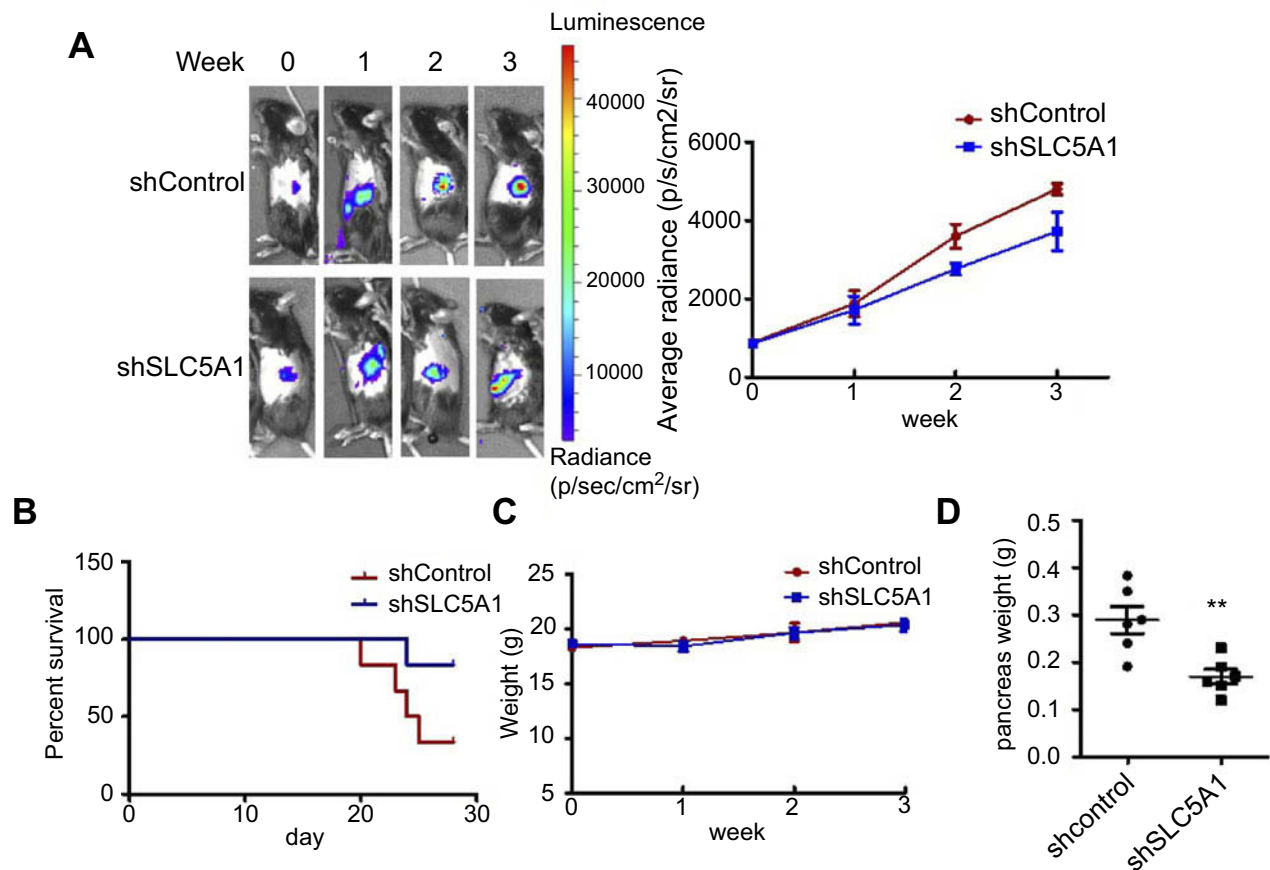 A
Week 0 1 2 3
shControl
shSLC5A1
Luminescence
40000
30000
20000
10000
Radiance
(p/sec/cm²/sr)
Average radiance (p/s/cm2/sr)
6000
4000
2000
0
0 1 2 3
week
shControl
shSLC5A1
B
Percent survival
150
100
50
0
0 10 20 30
day
shControl
shSLC5A1
C
Weight (g)
25
20
15
10
5
0 1 2 3
week
shControl
shSLC5A1
D
pancreas weight (g)
0.5
0.4
0.3
0.2
0.1
0.0
**
shcontrol
shSLC5A1